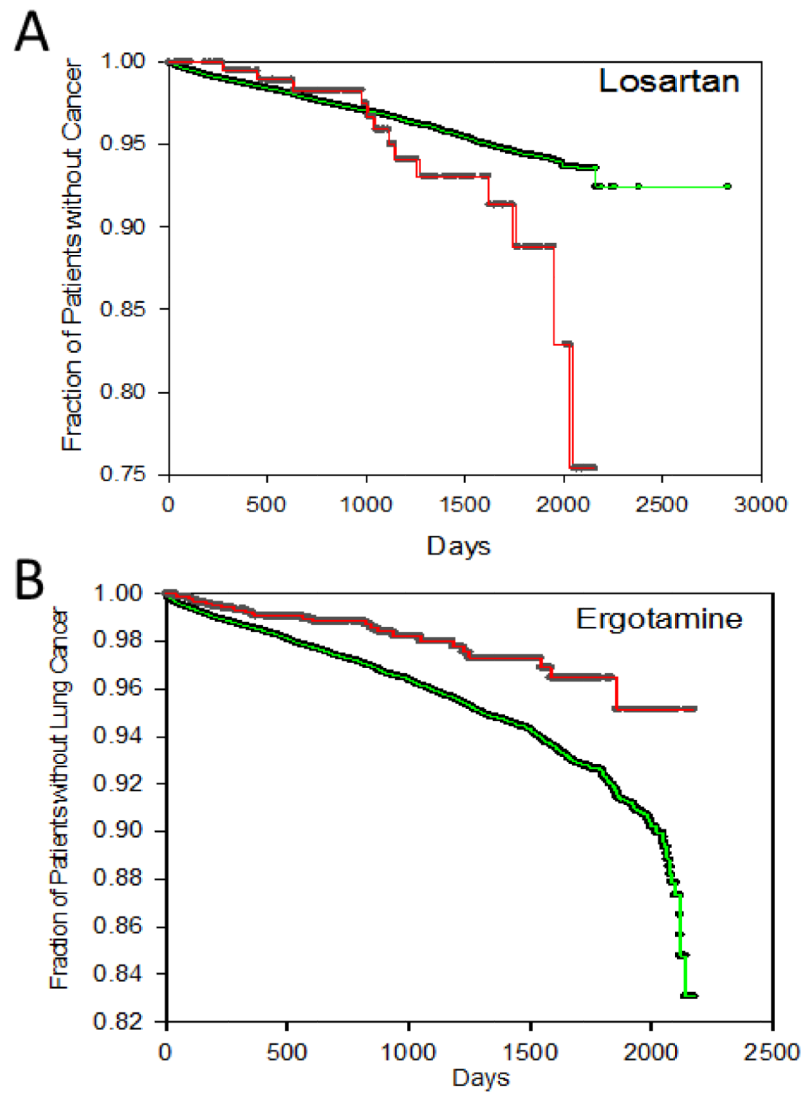 A
Losartan
Fraction of Patients without Cancer
1.00
0.95
0.90
0.85
0.80
0.75
0 500 1000 1500 2000 2500 3000
Days
B
Ergotamine
Fraction of Patients without Lung Cancer
1.00
0.98
0.96
0.94
0.92
0.90
0.88
0.86
0.84
0.82
0 500 1000 1500 2000 2500
Days